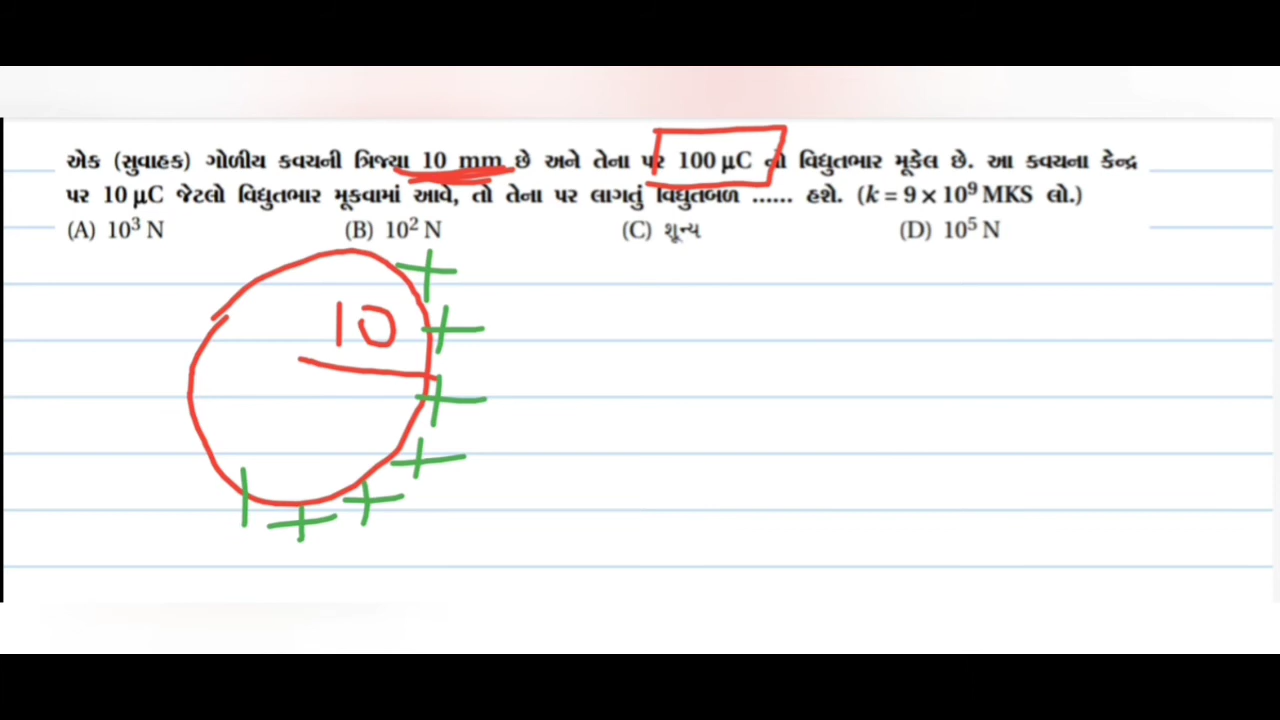 એક (સુવાહક) ગોળીય કવચની ત્રિજ્યા 10 mm છે અને તેના પર 100 μC નો વિદ્યુતભાર મૂકેલ છે. આ કવચના કેન્દ્ર
પર 10 μC જેટલો વિદ્યુતભાર મૂકવામાં આવે, તો તેના પર લાગતું વિદ્યુતબળ ...... હશે. (k = 9 × 10⁹ MKS લો.)
(A) 10³ N (B) 10² N (C) શૂન્ય (D) 10⁵ N
10